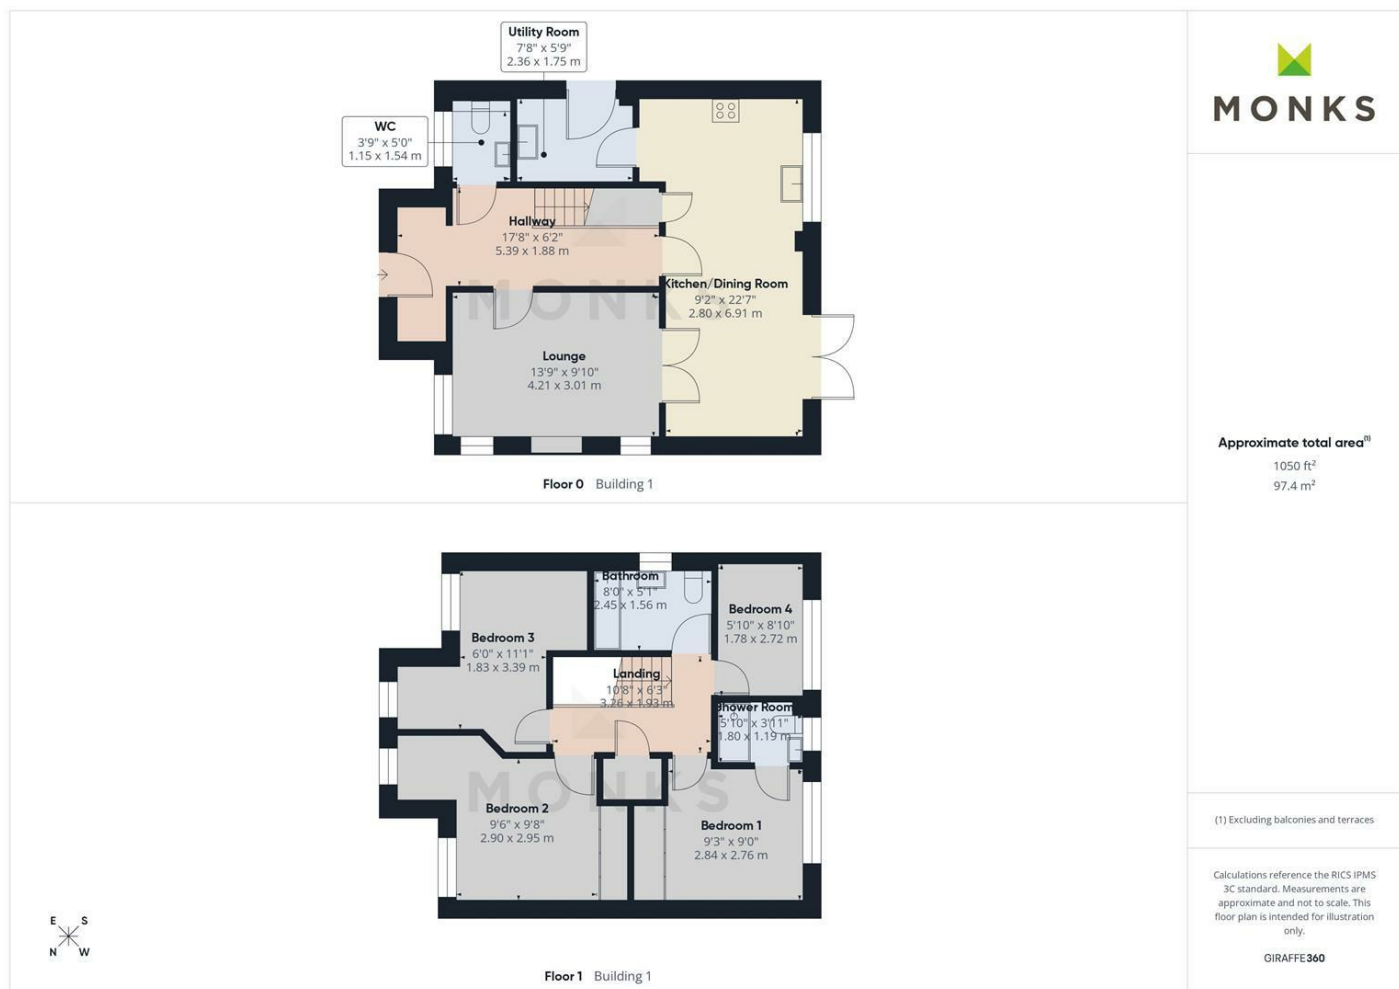 Utility Room
7'8" x 5'9"
2.36 x 1.75 m
WC
3'9" x 5'0"
1.15 x 1.54 m
Hallway
17'8" x 6'2"
5.39 x 1.88 m
MONKS
Kitchen/Dining Room
9'2" x 22'7"
2.80 x 6.91 m
Lounge
13'9" x 9'10"
4.21 x 3.01 m
Floor 0 Building 1
Bathroom
8'0" x 5'1"
2.45 x 1.56 m
Bedroom 4
5'10" x 8'10"
1.78 x 2.72 m
Bedroom 3
6'0" x 11'1"
1.83 x 3.39 m
Landing
10'8" x 6'3"
3.26 x 1.93 m
Shower Room
5'10" x 3'11"
1.80 x 1.19 m
MONKS
Bedroom 2
9'6" x 9'8"
2.90 x 2.95 m
Bedroom 1
9'3" x 9'0"
2.84 x 2.76 m
E S
N W
Floor 1 Building 1
MONKS
Approximate total area(1)
1050 ft²
97.4 m²
(1) Excluding balconies and terraces
Calculations reference the RICS IPMS
3C standard. Measurements are
approximate and not to scale. This
floor plan is intended for illustration
only.
GIRAFFE360